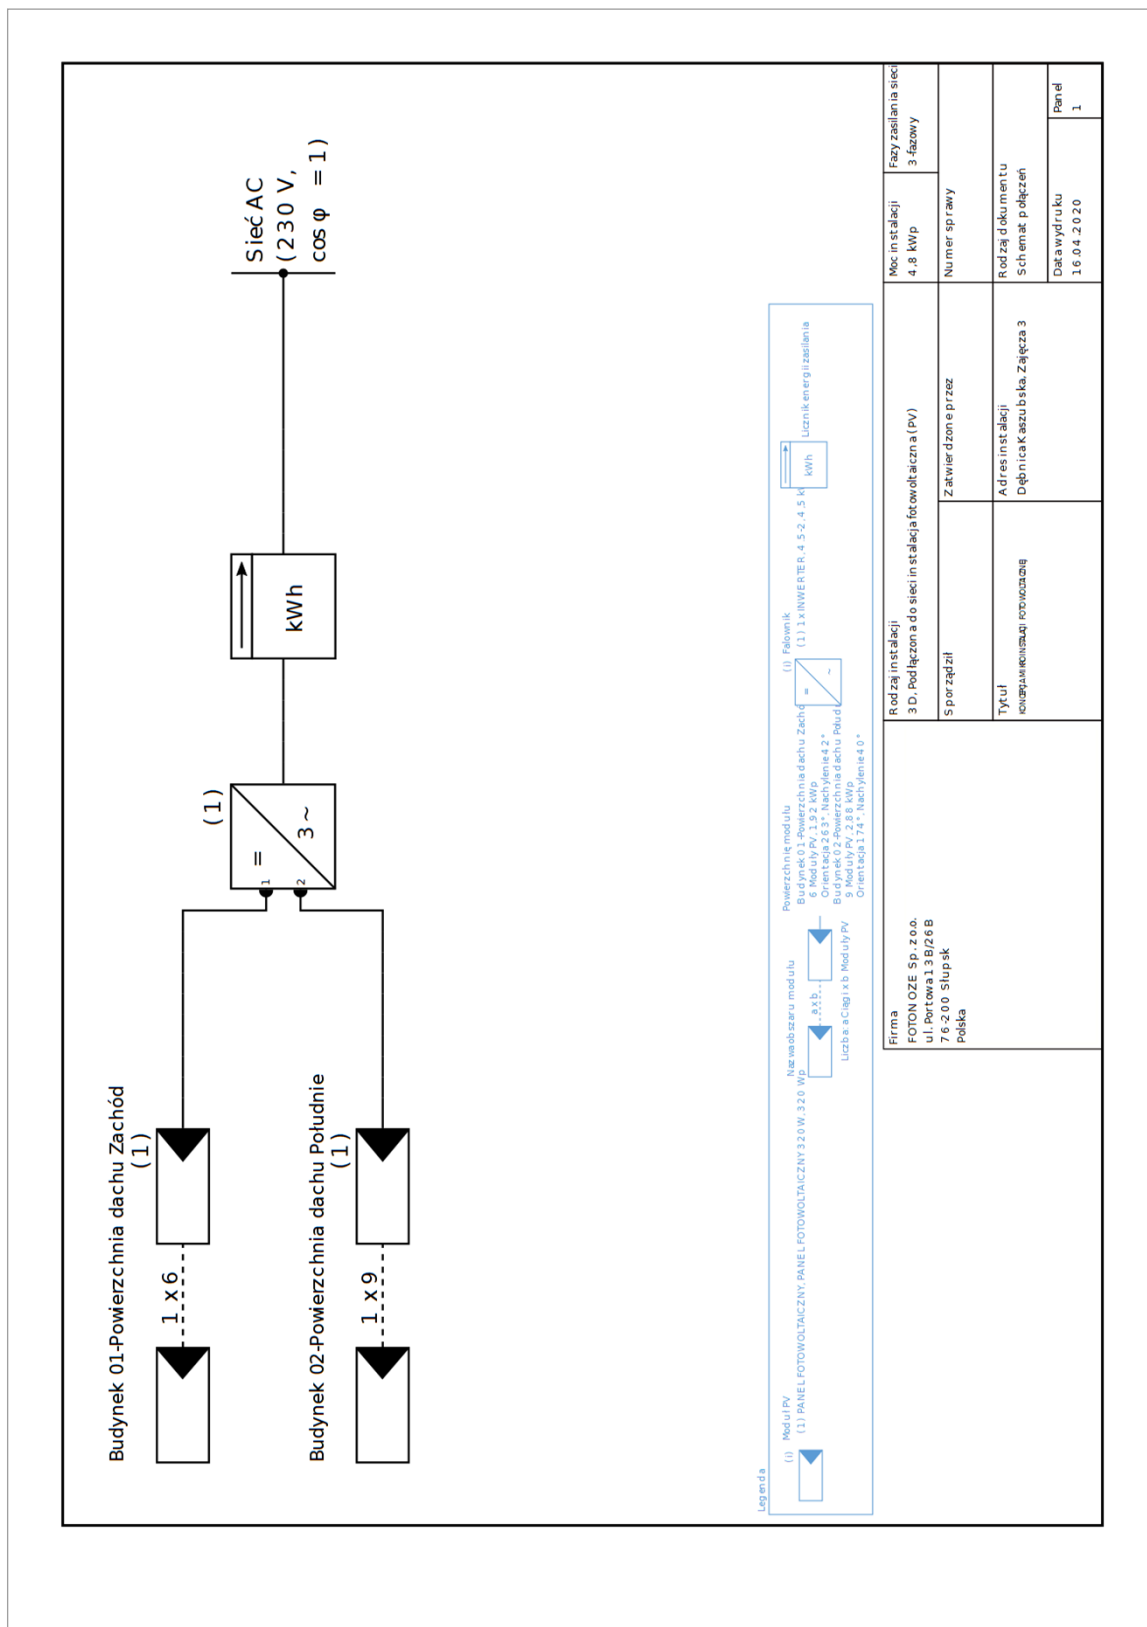 Budynek 01-Powierzchnia dachu Zachód
(1)
1 x 6
Budynek 02-Powierzchnia dachu Południe
(1)
1 x 9
(1)
=
3 ~
1
2
kWh
Sieć AC
(230 V,
cos φ = 1)
Legenda
(i) Moduł PV
(1) PANEL FOTOWOLTAICZNY, PANEL FOTOWOLTAICZNY 320 W, 320 Wp
Nazwa obszaru modułu
a x b
Liczba: a Ciągi x b Moduły PV
Powierzchnię modułu
Budynek 01-Powierzchnia dachu Zachó
6 Moduły PV, 1.92 kWp
Orientacja 263°, Nachylenie 42°
Budynek 02-Powierzchnia dachu Połud
9 Moduły PV, 2.88 kWp
Orientacja 174°, Nachylenie 40°
=
~
(i) Falownik
(1) 1 x INWERTER, 4.5-2, 4.5 kV
kWh
Licznik energii zasilania
Firma
FOTON OZE Sp. z o.o.
ul. Portowa 13B/26B
76-200 Słupsk
Polska
Rodzaj instalacji
3D, Podłączona do sieci instalacja fotowoltaiczna (PV)
Moc instalacji
4,8 kWp
Fazy zasilania sieci
3-fazowy
Sporządził
Zatwierdzone przez
Numer sprawy
Tytuł
Adres instalacji
Dębnica Kaszubska, Zajęcza 3
Rodzaj dokumentu
Schemat połączeń
Data wydruku
16.04.2020
Panel
1